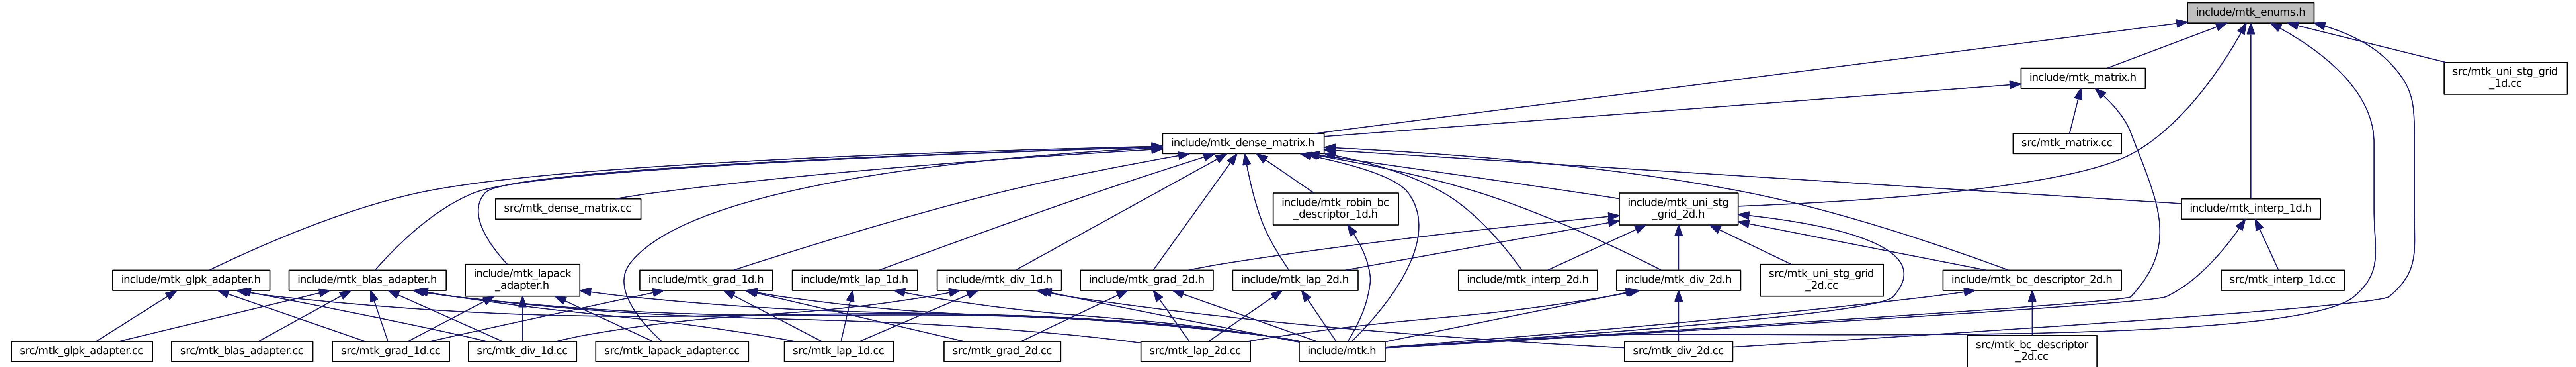 include/mtk_enums.h
include/mtk_matrix.h
src/mtk_uni_stg_grid
_1d.cc
include/mtk_dense_matrix.h
src/mtk_matrix.cc
src/mtk_dense_matrix.cc
include/mtk_robin_bc
_descriptor_1d.h
include/mtk_uni_stg
_grid_2d.h
include/mtk_interp_1d.h
include/mtk_glpk_adapter.h
include/mtk_blas_adapter.h
include/mtk_lapack
_adapter.h
include/mtk_grad_1d.h
include/mtk_lap_1d.h
include/mtk_div_1d.h
include/mtk_grad_2d.h
include/mtk_lap_2d.h
include/mtk_interp_2d.h
include/mtk_div_2d.h
src/mtk_uni_stg_grid
_2d.cc
include/mtk_bc_descriptor_2d.h
src/mtk_interp_1d.cc
src/mtk_glpk_adapter.cc
src/mtk_blas_adapter.cc
src/mtk_grad_1d.cc
src/mtk_div_1d.cc
src/mtk_lapack_adapter.cc
src/mtk_lap_1d.cc
src/mtk_grad_2d.cc
src/mtk_lap_2d.cc
include/mtk.h
src/mtk_div_2d.cc
src/mtk_bc_descriptor
_2d.cc